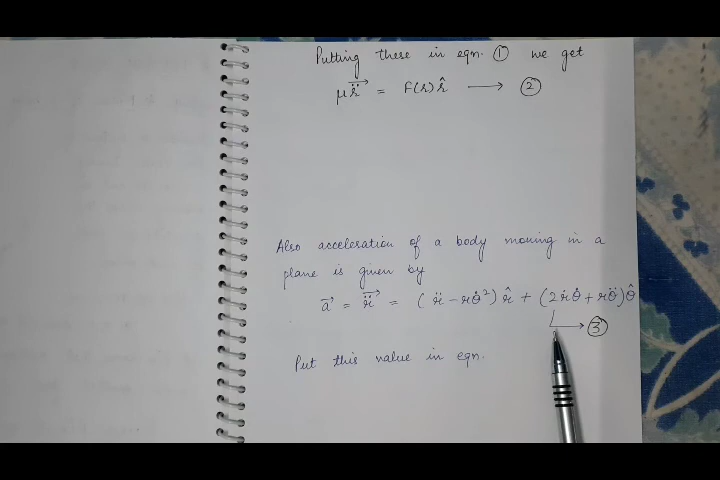 Putting these in eqn. ① we get
μ r̈⃗ = F(r) r̂ → ②
Also acceleration of a body moving in a
plane is given by
a⃗ = r̈⃗ = ( r̈ - rθ̇² ) r̂ + (2ṙθ̇ + rθ̈) θ̂
→ ③
Put this value in eqn.